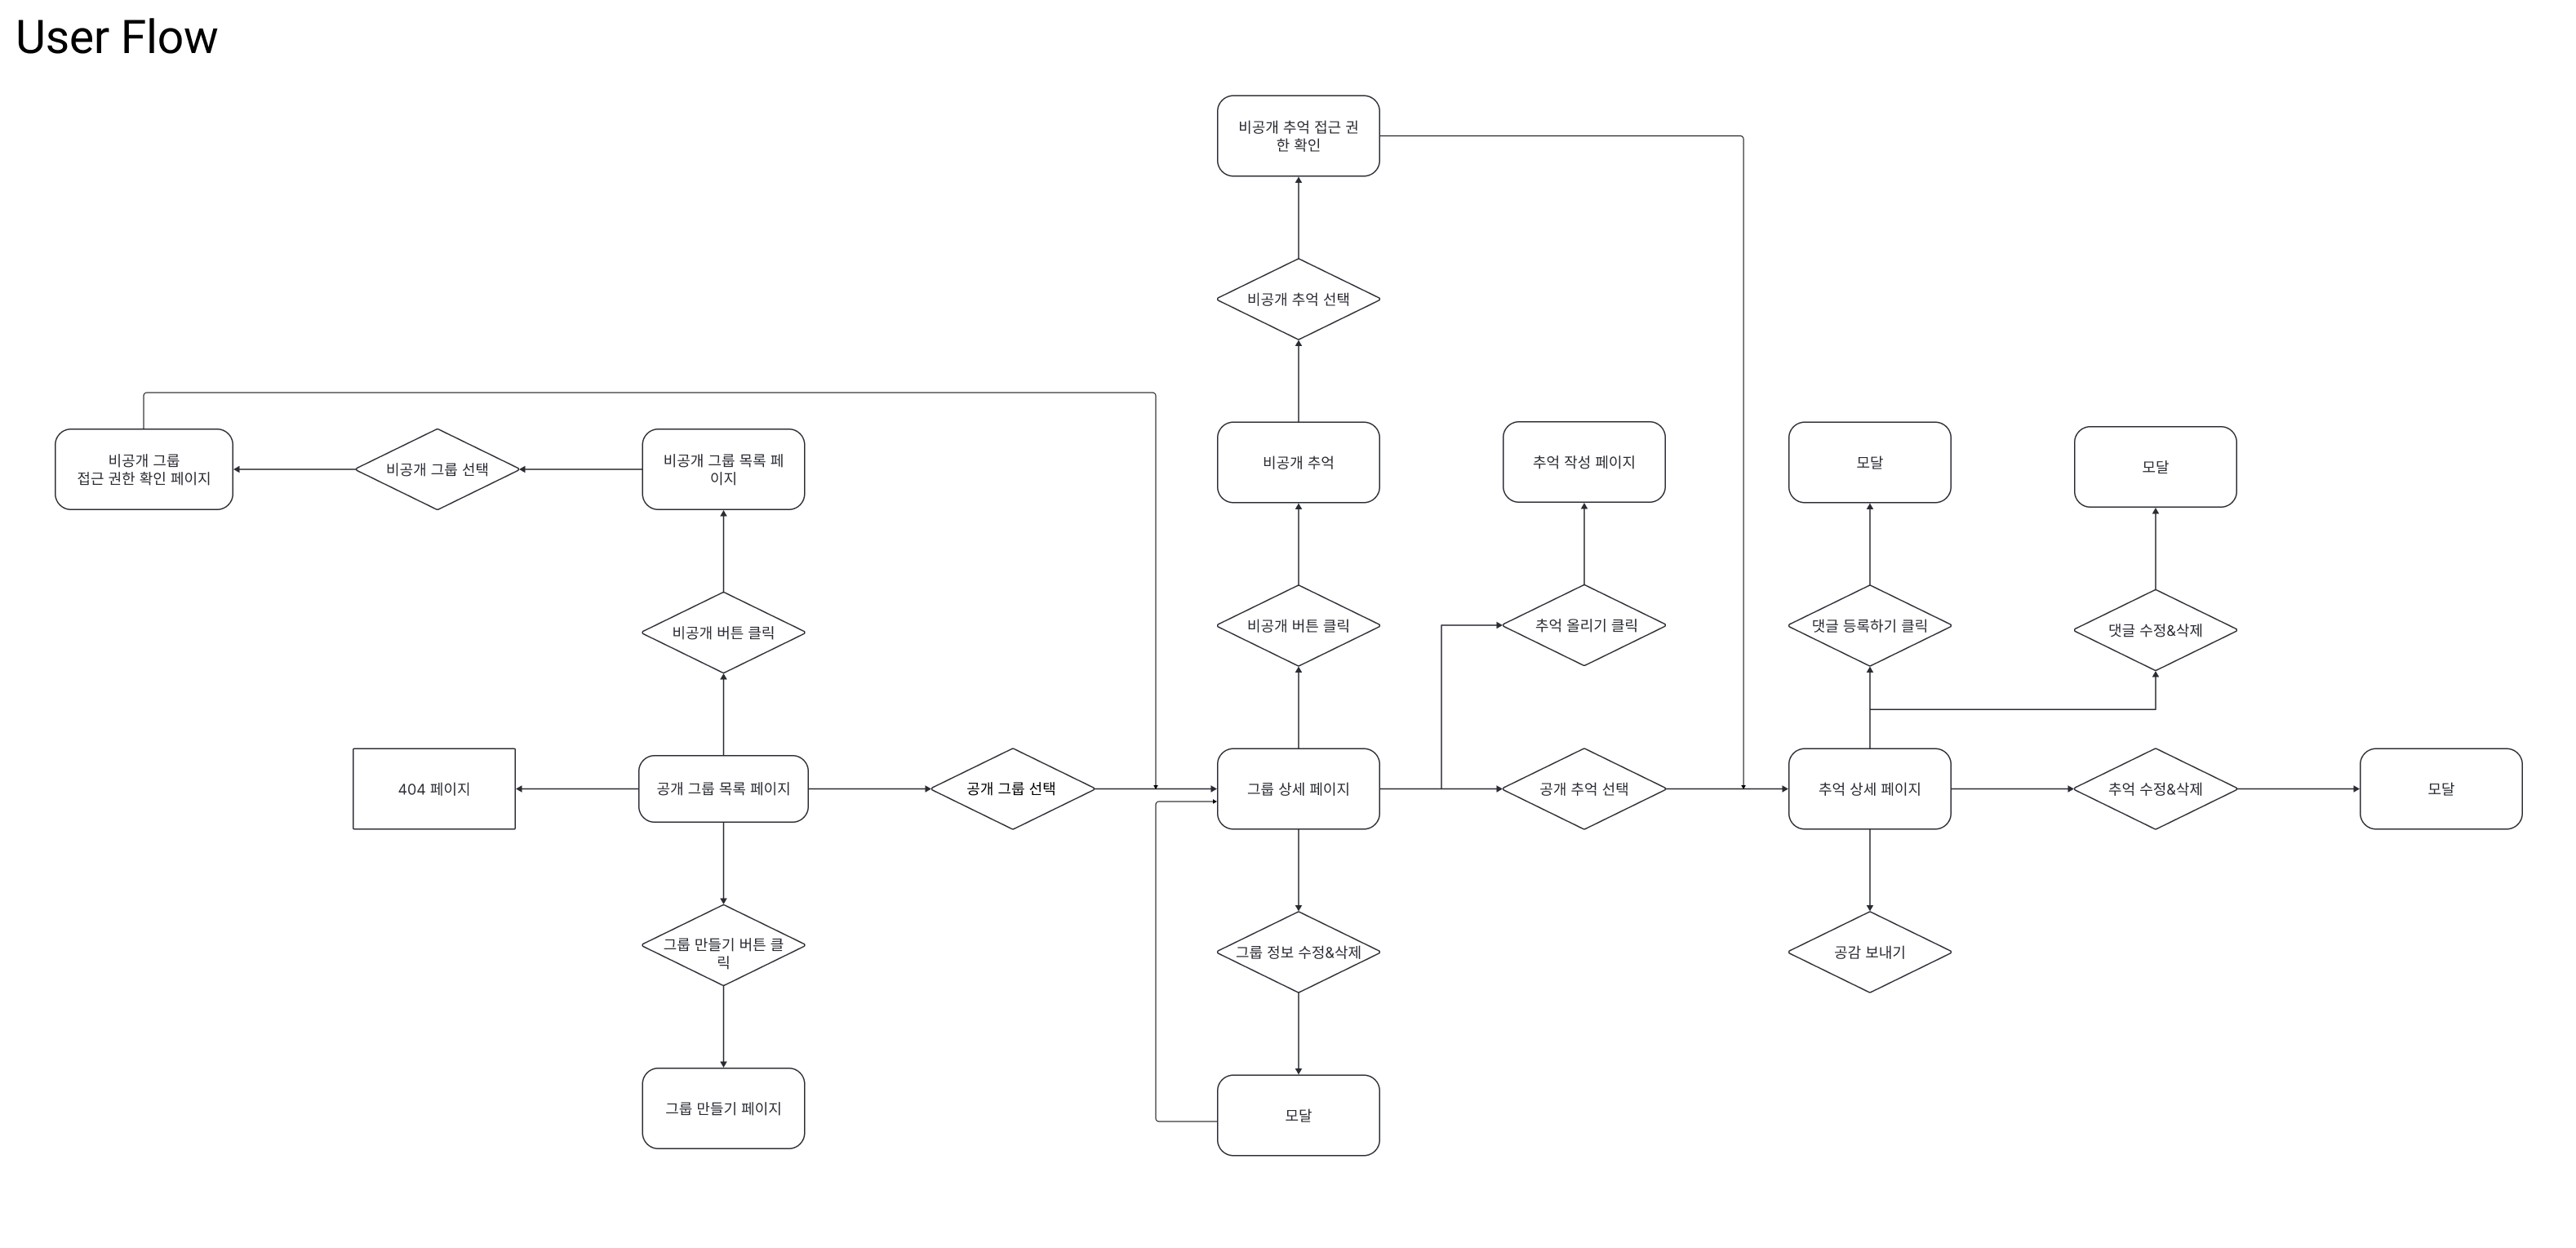 User Flow
비공개 추억 접근 권
한 확인
비공개 추억 선택
비공개 그룹
접근 권한 확인 페이지
비공개 그룹 선택
비공개 그룹 목록 페
이지
비공개 추억
추억 작성 페이지
모달
모달
비공개 버튼 클릭
비공개 버튼 클릭
추억 올리기 클릭
댓글 등록하기 클릭
댓글 수정&삭제
404 페이지
공개 그룹 목록 페이지
공개 그룹 선택
그룹 상세 페이지
공개 추억 선택
추억 상세 페이지
추억 수정&삭제
모달
그룹 만들기 버튼 클
릭
그룹 정보 수정&삭제
공감 보내기
그룹 만들기 페이지
모달